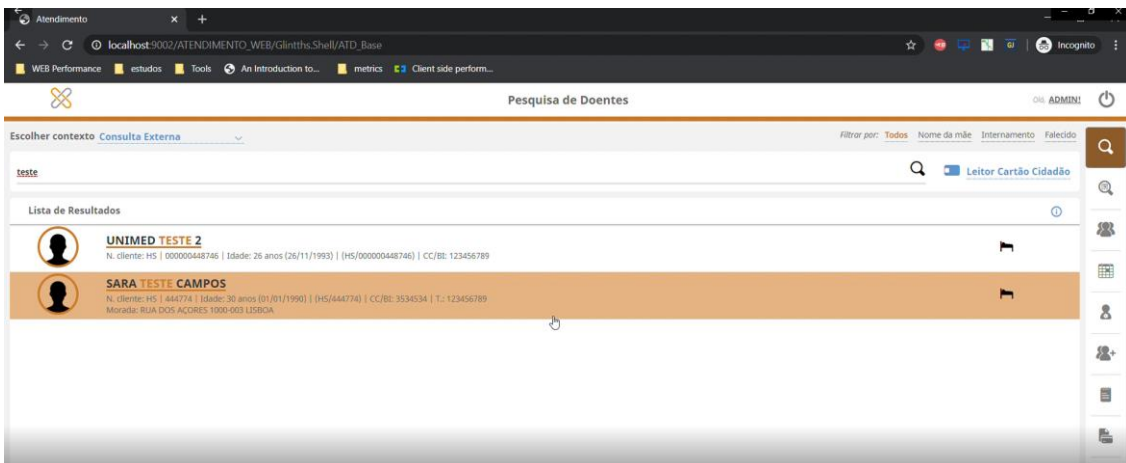 Atendimento
localhost:9002/ATENDIMENTO_WEB/Glintths.Shell/ATD_Base
Incognito
WEB Performance estudos Tools An Introduction to... metrics Client side perform...
Pesquisa de Doentes
Olá, ADMIN!
Escolher contexto Consulta Externa
Filtrar por: Todos Nome da mãe Internamento Falecido
teste
Leitor Cartão Cidadão
Lista de Resultados
UNIMED TESTE 2
N. cliente: HS | 000000448746 | Idade: 26 anos (26/11/1993) | (HS/000000448746) | CC/BI: 123456789
SARA TESTE CAMPOS
N. cliente: HS | 444774 | Idade: 30 anos (01/01/1990) | (HS/444774) | CC/BI: 3534534 | T.: 123456789
Morada: RUA DOS AÇORES 1000-003 LISBOA